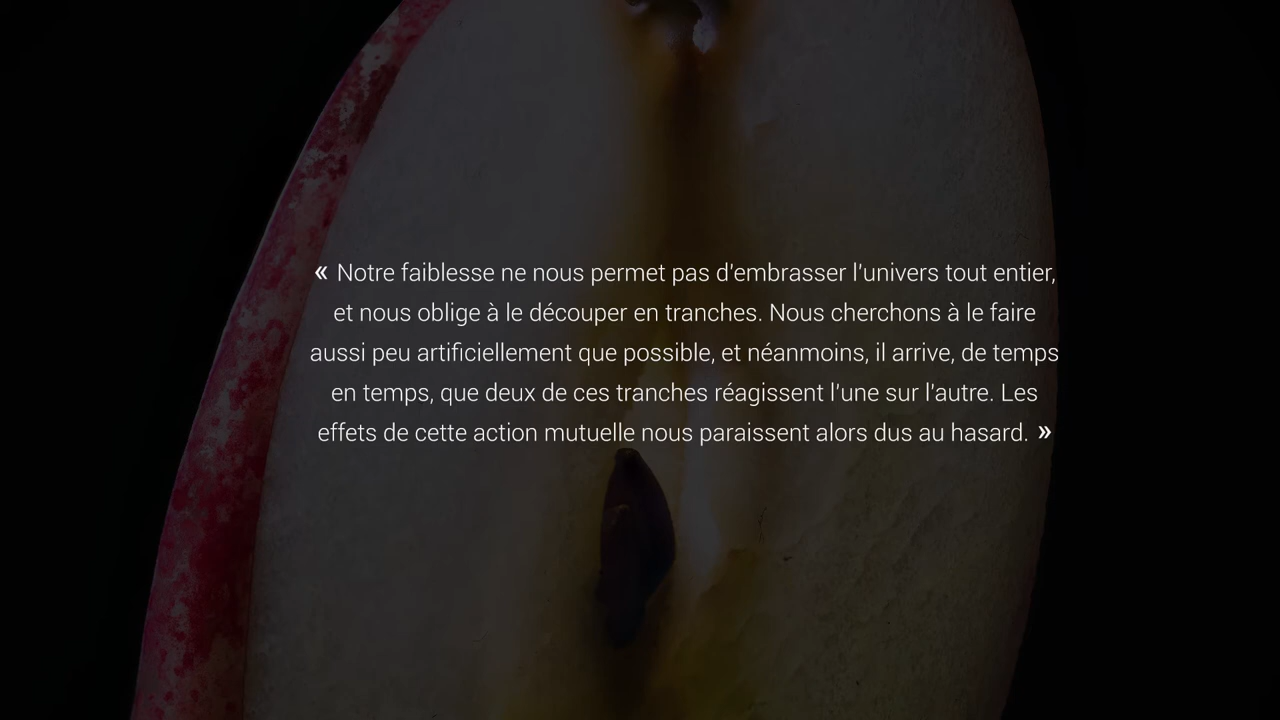 « Notre faiblesse ne nous permet pas d'embrasser l'univers tout entier,
et nous oblige à le découper en tranches. Nous cherchons à le faire
aussi peu artificiellement que possible, et néanmoins, il arrive, de temps
en temps, que deux de ces tranches réagissent l'une sur l'autre. Les
effets de cette action mutuelle nous paraissent alors dus au hasard. »